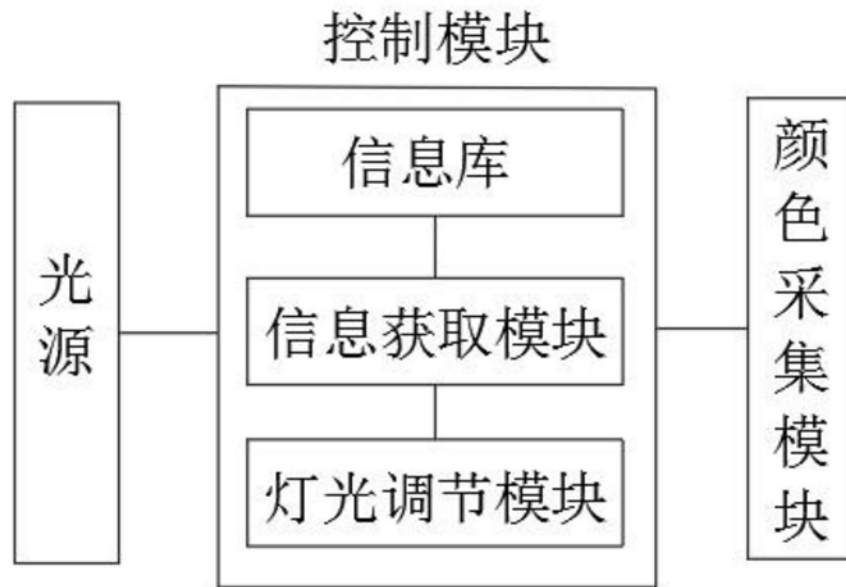 控制模块
光源
信息库
信息获取模块
灯光调节模块
颜色采集模块